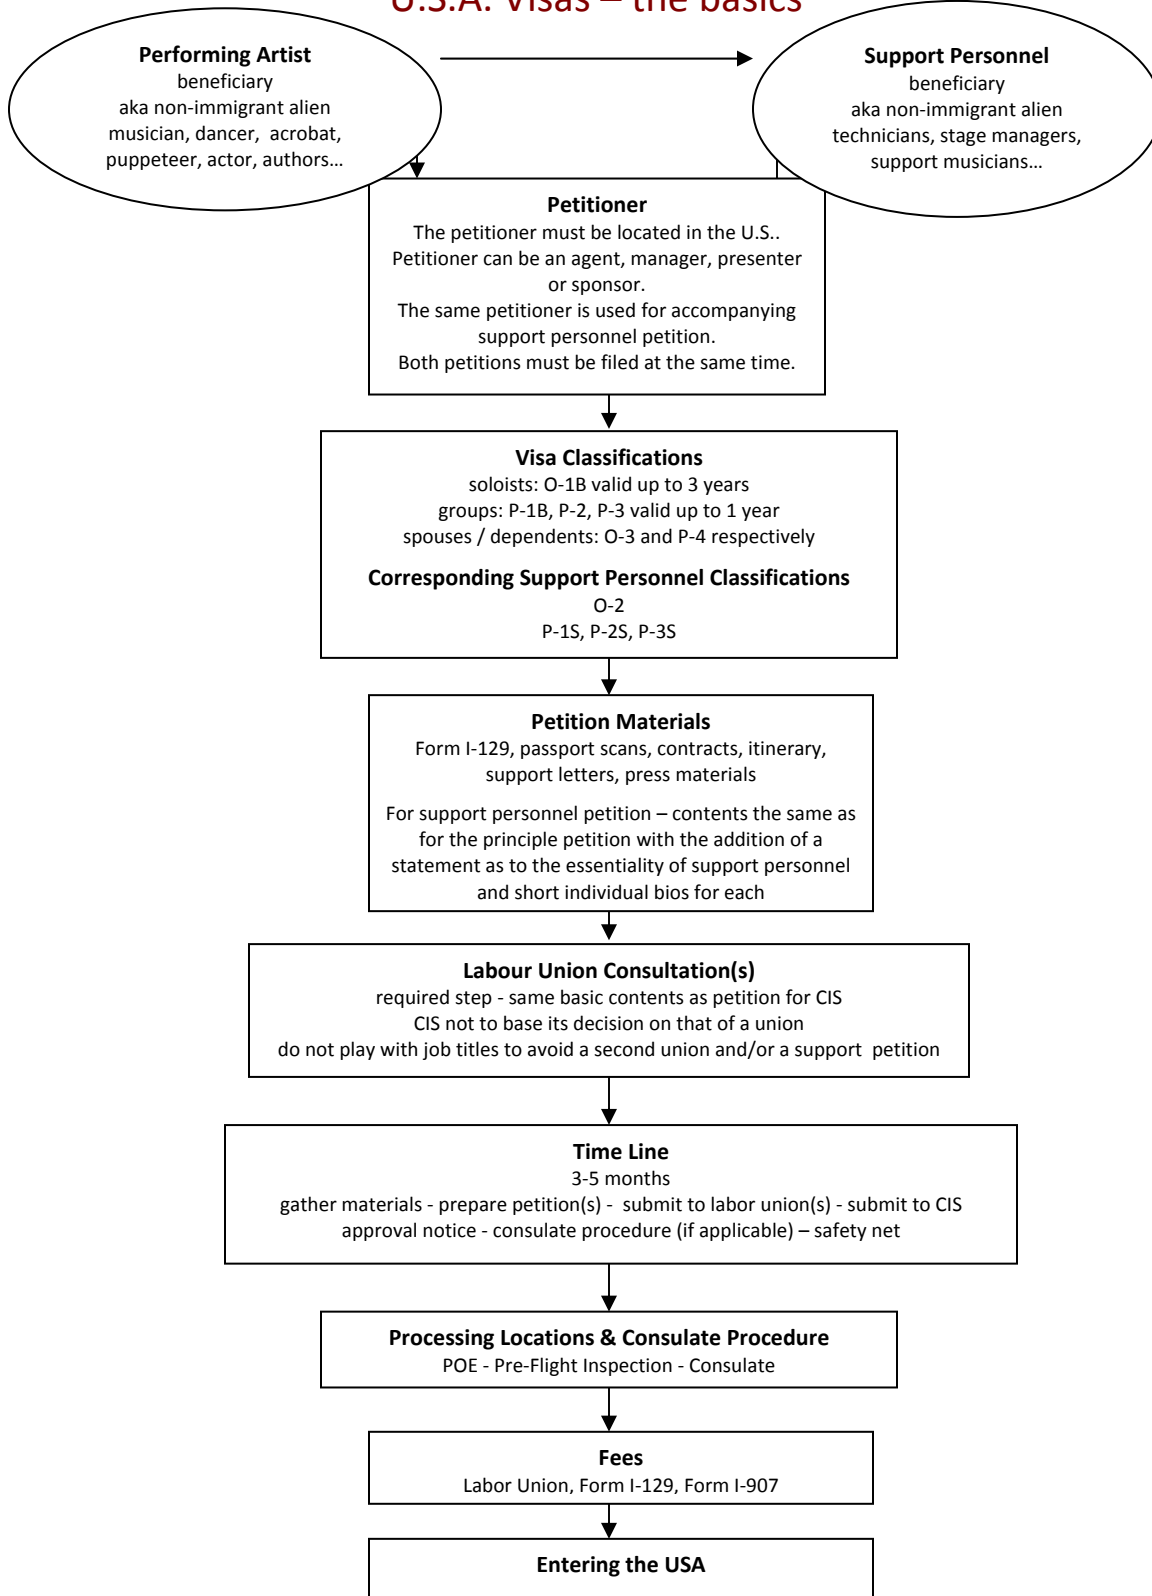 U.S.A. Visas – the basics
Performing Artist
beneficiary
aka non-immigrant alien
musician, dancer, acrobat,
puppeteer, actor, authors…
Support Personnel
beneficiary
aka non-immigrant alien
technicians, stage managers,
support musicians…
Petitioner
The petitioner must be located in the U.S..
Petitioner can be an agent, manager, presenter
or sponsor.
The same petitioner is used for accompanying
support personnel petition.
Both petitions must be filed at the same time.
Visa Classifications
soloists: O-1B valid up to 3 years
groups: P-1B, P-2, P-3 valid up to 1 year
spouses / dependents: O-3 and P-4 respectively
Corresponding Support Personnel Classifications
O-2
P-1S, P-2S, P-3S
Petition Materials
Form I-129, passport scans, contracts, itinerary,
support letters, press materials
For support personnel petition – contents the same as
for the principle petition with the addition of a
statement as to the essentiality of support personnel
and short individual bios for each
Labour Union Consultation(s)
required step - same basic contents as petition for CIS
CIS not to base its decision on that of a union
do not play with job titles to avoid a second union and/or a support petition
Time Line
3-5 months
gather materials - prepare petition(s) - submit to labor union(s) - submit to CIS
approval notice - consulate procedure (if applicable) – safety net
Processing Locations & Consulate Procedure
POE - Pre-Flight Inspection - Consulate
Fees
Labor Union, Form I-129, Form I-907
Entering the USA